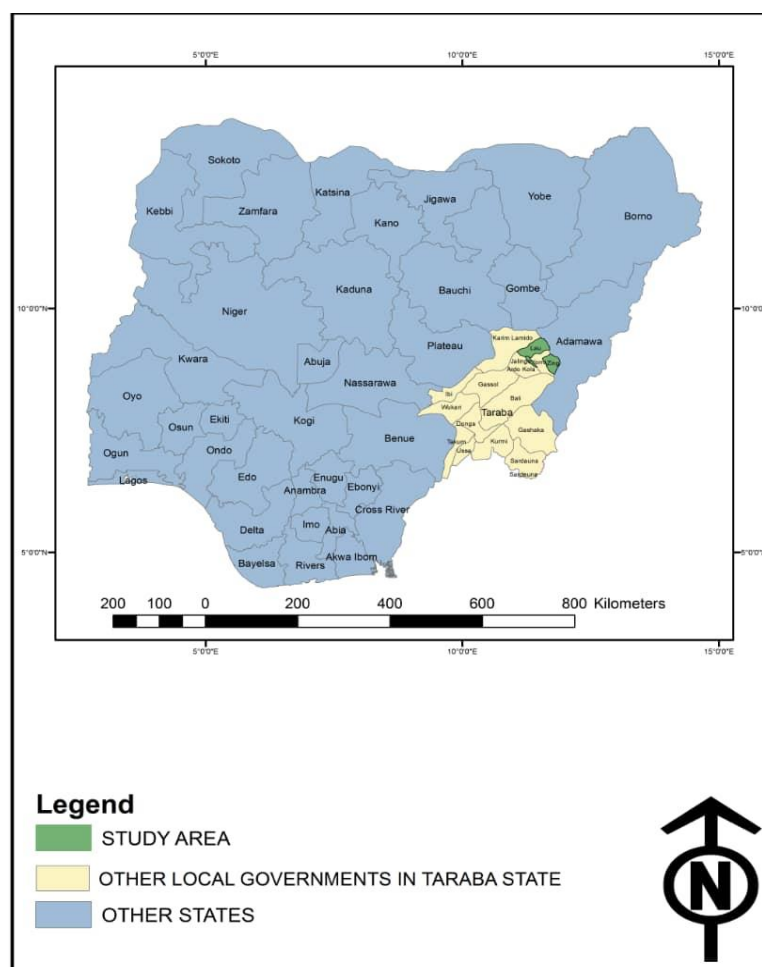 5°0'0"E 10°0'0"E 15°0'0"E
Sokoto
Katsina
Jigawa
Yobe
Kebbi
Zamfara
Kano
Borno
Kaduna
Bauchi
Gombe
10°0'0"N
10°0'0"N
Niger
Karim Lamido
Adamawa
Plateau
Lau
Abuja
Jalingo
Zing
Kwara
Ardo Kola
Nassarawa
Gassol
Oyo
Ibi
Bali
Wukari
Taraba
Ekiti
Kogi
Donga
Osun
Gashaka
Benue
Takum
Kurmi
Ogun
Ondo
Ussa
Sardauna
Lagos
Edo
Enugu
Ebonyi
Sardauna
Anambra
Cross River
Delta
Imo
Abia
5°0'0"N
5°0'0"N
Bayelsa
Rivers
Akwa Ibom
200 100 0 200 400 600 800 Kilometers
5°0'0"E 10°0'0"E 15°0'0"E
Legend
STUDY AREA
OTHER LOCAL GOVERNMENTS IN TARABA STATE
OTHER STATES
N